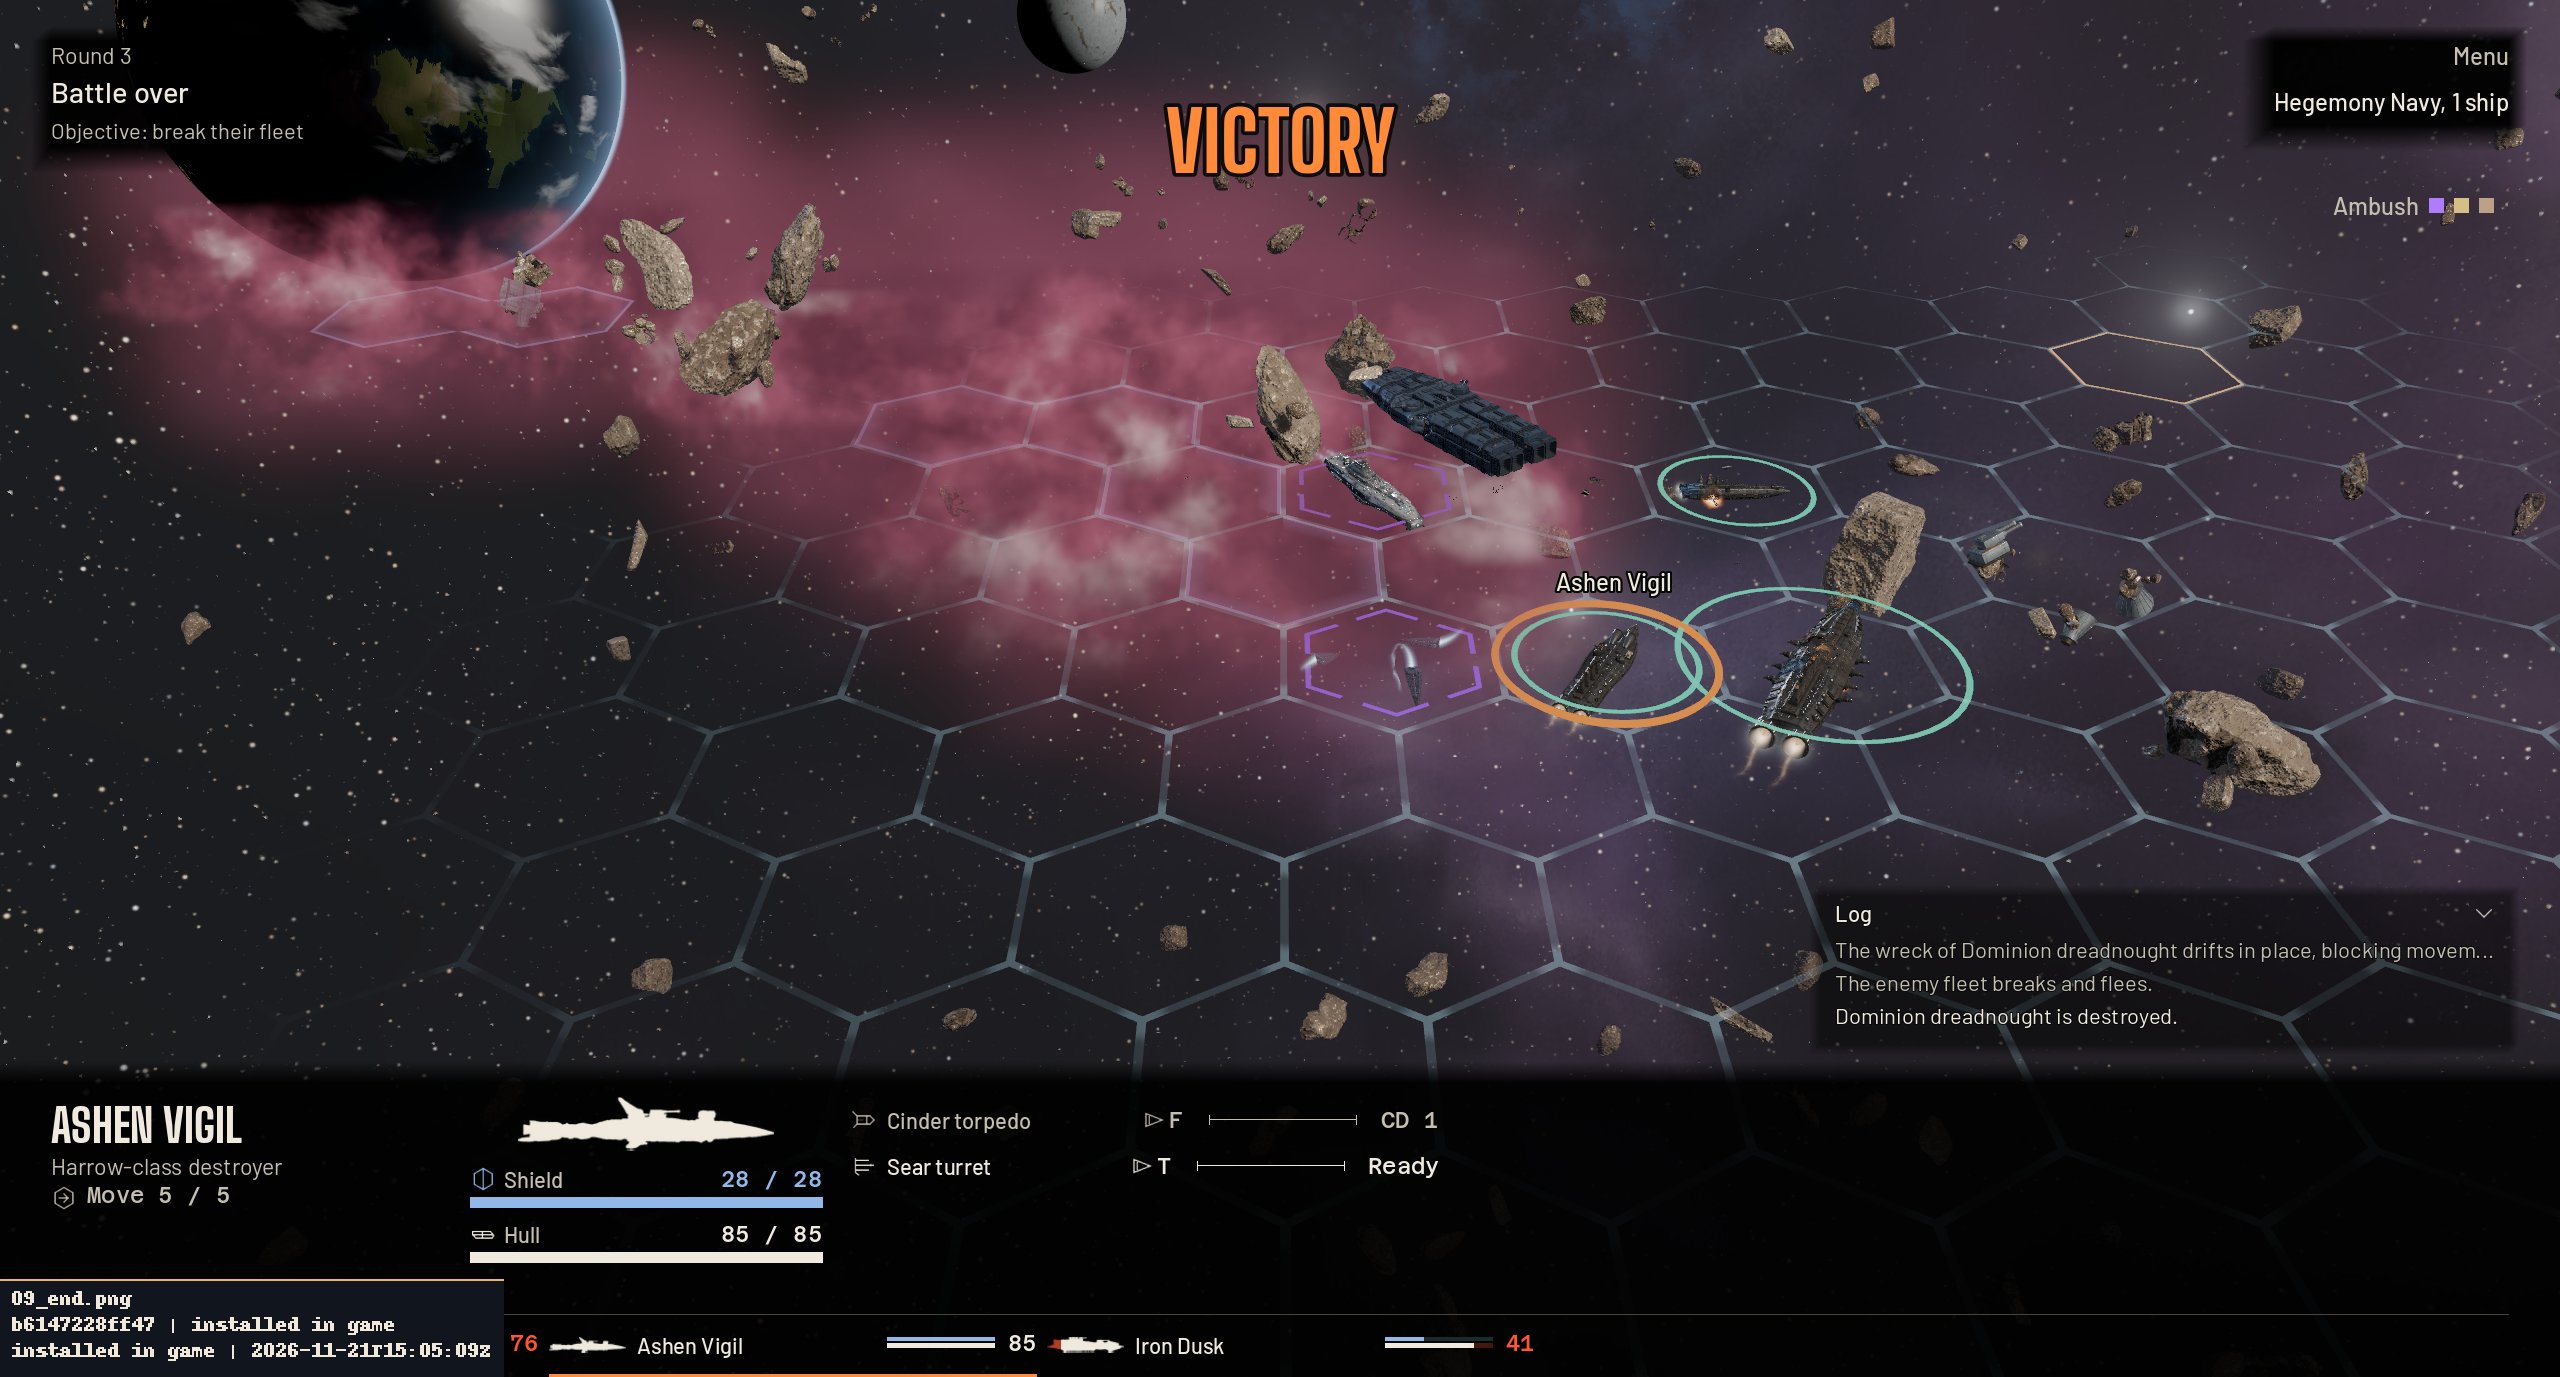 Round 3
Battle over
Objective: break their fleet
VICTORY
Menu
Hegemony Navy, 1 ship
Ambush
Ashen Vigil
Log
The wreck of Dominion dreadnought drifts in place, blocking movem...
The enemy fleet breaks and flees.
Dominion dreadnought is destroyed.
ASHEN VIGIL
Harrow-class destroyer
Move 5 / 5
Shield 28 / 28
Hull 85 / 85
Cinder torpedo F CD 1
Sear turret T Ready
09_end.png
b6147228ff47 | installed in game
installed in game | 2026-11-21r15:05:09z
76 Ashen Vigil 85 Iron Dusk 41